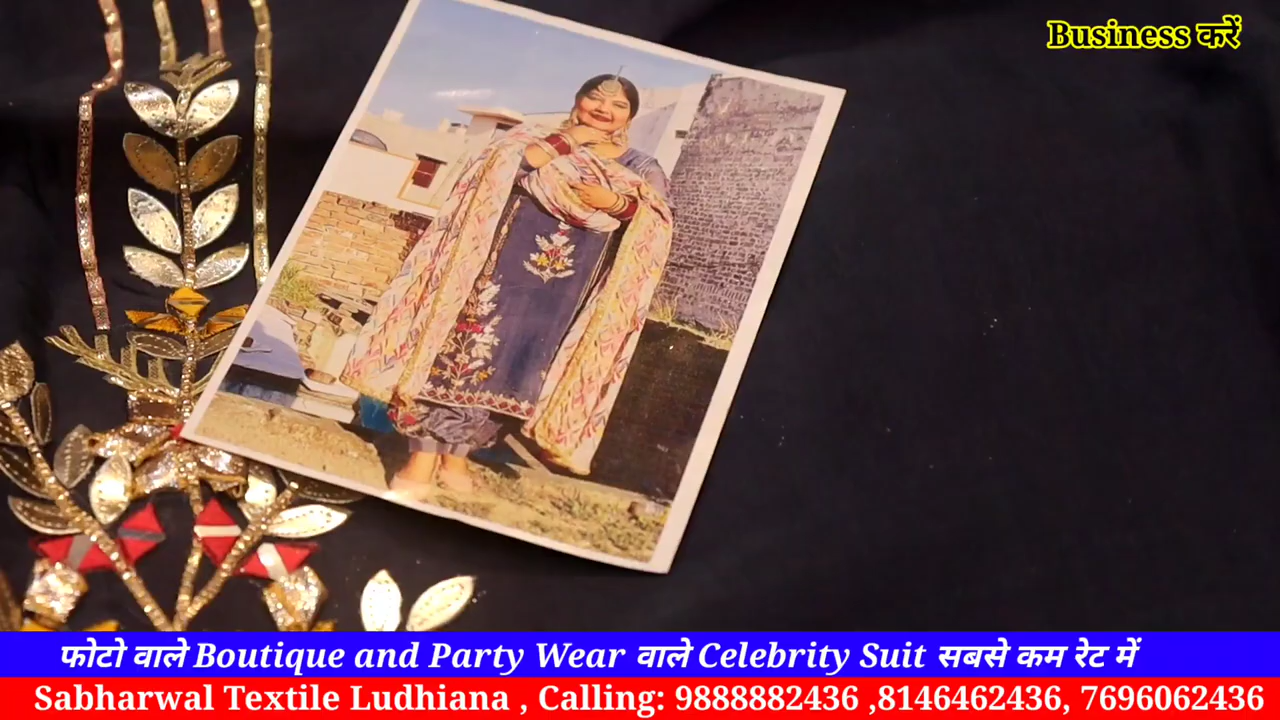 Business करें
फोटो वाले Boutique and Party Wear वाले Celebrity Suit सबसे कम रेट में
Sabharwal Textile Ludhiana , Calling: 9888882436 ,8146462436, 7696062436